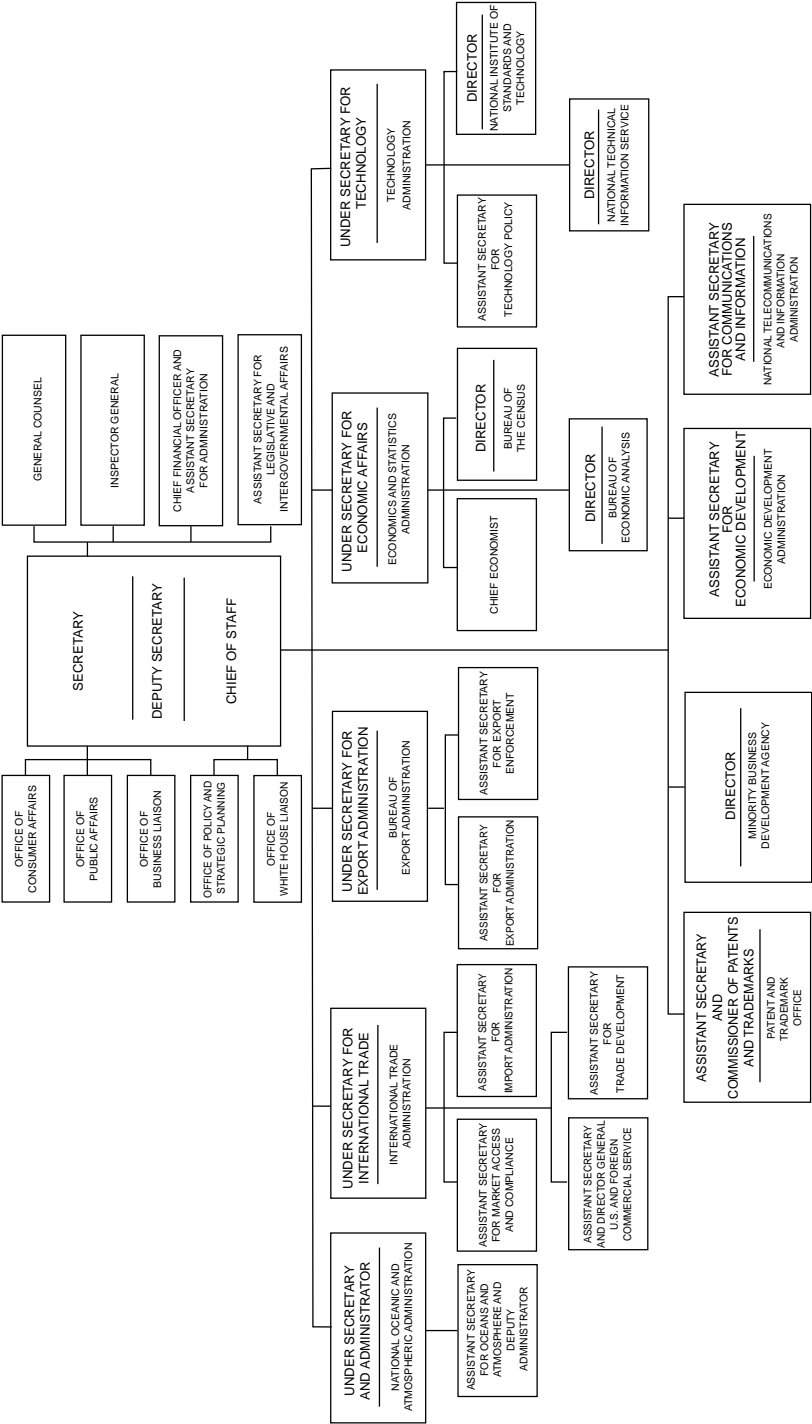 OFFICE OF
CONSUMER AFFAIRS
OFFICE OF
PUBLIC AFFAIRS
OFFICE OF
BUSINESS LIAISON
OFFICE OF POLICY AND
STRATEGIC PLANNING
OFFICE OF
WHITE HOUSE LIAISON
SECRETARY
DEPUTY SECRETARY
CHIEF OF STAFF
GENERAL COUNSEL
INSPECTOR GENERAL
CHIEF FINANCIAL OFFICER AND
ASSISTANT SECRETARY
FOR ADMINISTRATION
ASSISTANT SECRETARY FOR
LEGISLATIVE AND
INTERGOVERNMENTAL AFFAIRS
UNDER SECRETARY
AND ADMINISTRATOR
NATIONAL OCEANIC AND
ATMOSPHERIC ADMINISTRATION
ASSISTANT SECRETARY
FOR OCEANS AND
ATMOSPHERE AND
DEPUTY
ADMINISTRATOR
UNDER SECRETARY FOR
INTERNATIONAL TRADE
INTERNATIONAL TRADE
ADMINISTRATION
ASSISTANT SECRETARY
FOR MARKET ACCESS
AND COMPLIANCE
ASSISTANT SECRETARY
FOR
IMPORT ADMINISTRATION
ASSISTANT SECRETARY
AND DIRECTOR GENERAL
U.S. AND FOREIGN
COMMERCIAL SERVICE
ASSISTANT SECRETARY
FOR
TRADE DEVELOPMENT
UNDER SECRETARY FOR
EXPORT ADMINISTRATION
BUREAU OF
EXPORT ADMINISTRATION
ASSISTANT SECRETARY
FOR
EXPORT ADMINISTRATION
ASSISTANT SECRETARY
FOR EXPORT
ENFORCEMENT
UNDER SECRETARY FOR
ECONOMIC AFFAIRS
ECONOMICS AND STATISTICS
ADMINISTRATION
CHIEF ECONOMIST
DIRECTOR
BUREAU OF
THE CENSUS
DIRECTOR
BUREAU OF
ECONOMIC ANALYSIS
UNDER SECRETARY FOR
TECHNOLOGY
TECHNOLOGY
ADMINISTRATION
ASSISTANT SECRETARY
FOR
TECHNOLOGY POLICY
DIRECTOR
NATIONAL INSTITUTE OF
STANDARDS AND
TECHNOLOGY
DIRECTOR
NATIONAL TECHNICAL
INFORMATION SERVICE
ASSISTANT SECRETARY
AND
COMMISSIONER OF PATENTS
AND TRADEMARKS
PATENT AND
TRADEMARK
OFFICE
DIRECTOR
MINORITY BUSINESS
DEVELOPMENT AGENCY
ASSISTANT SECRETARY
FOR
ECONOMIC DEVELOPMENT
ECONOMIC DEVELOPMENT
ADMINISTRATION
ASSISTANT SECRETARY
FOR COMMUNICATIONS
AND INFORMATION
NATIONAL TELECOMMUNICATIONS
AND INFORMATION
ADMINISTRATION